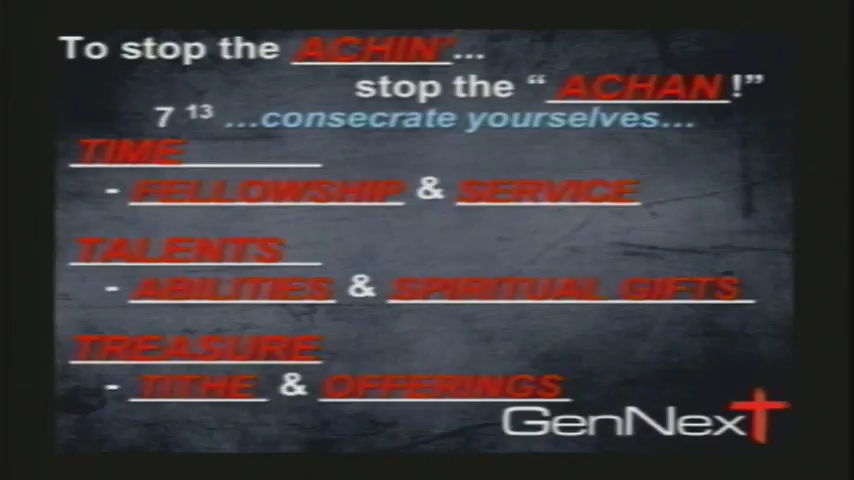 To stop the ACHIN'...
stop the “ACHAN!”
7 13 ...consecrate yourselves...
TIME
- FELLOWSHIP & SERVICE
TALENTS
- ABILITIES & SPIRITUAL GIFTS
TREASURE
- TITHE & OFFERINGS
GenNext